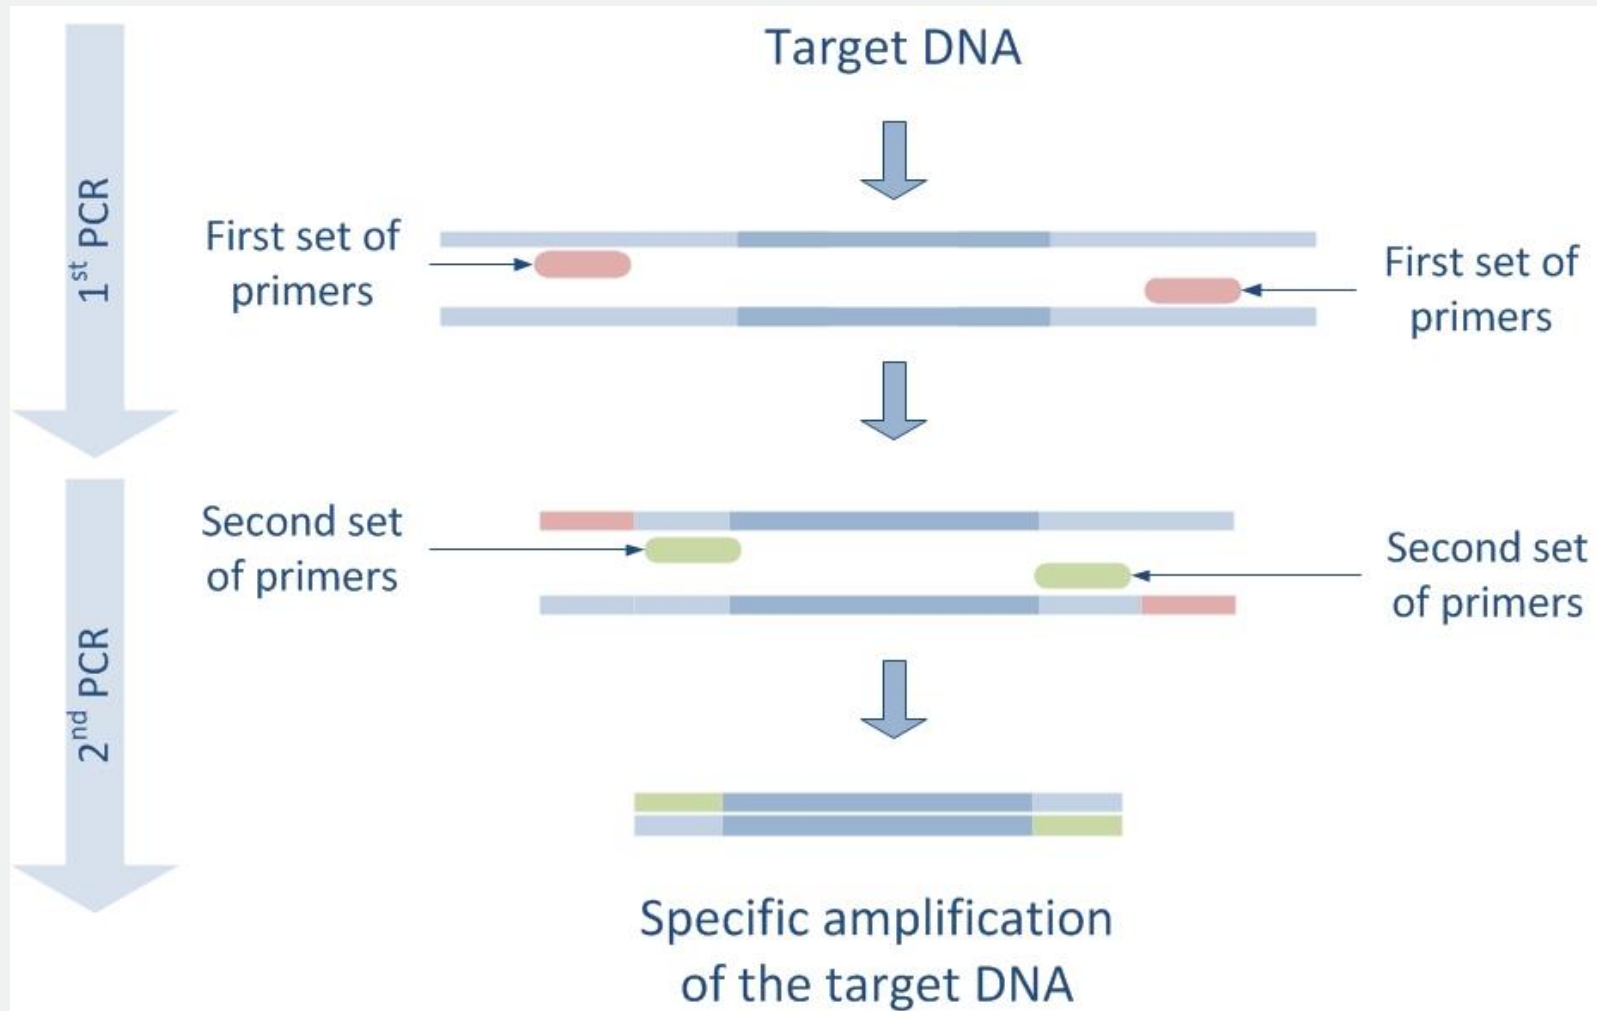 Target DNA
1st PCR
First set of
primers
First set of
primers
2nd PCR
Second set
of primers
Second set
of primers
Specific amplification
of the target DNA